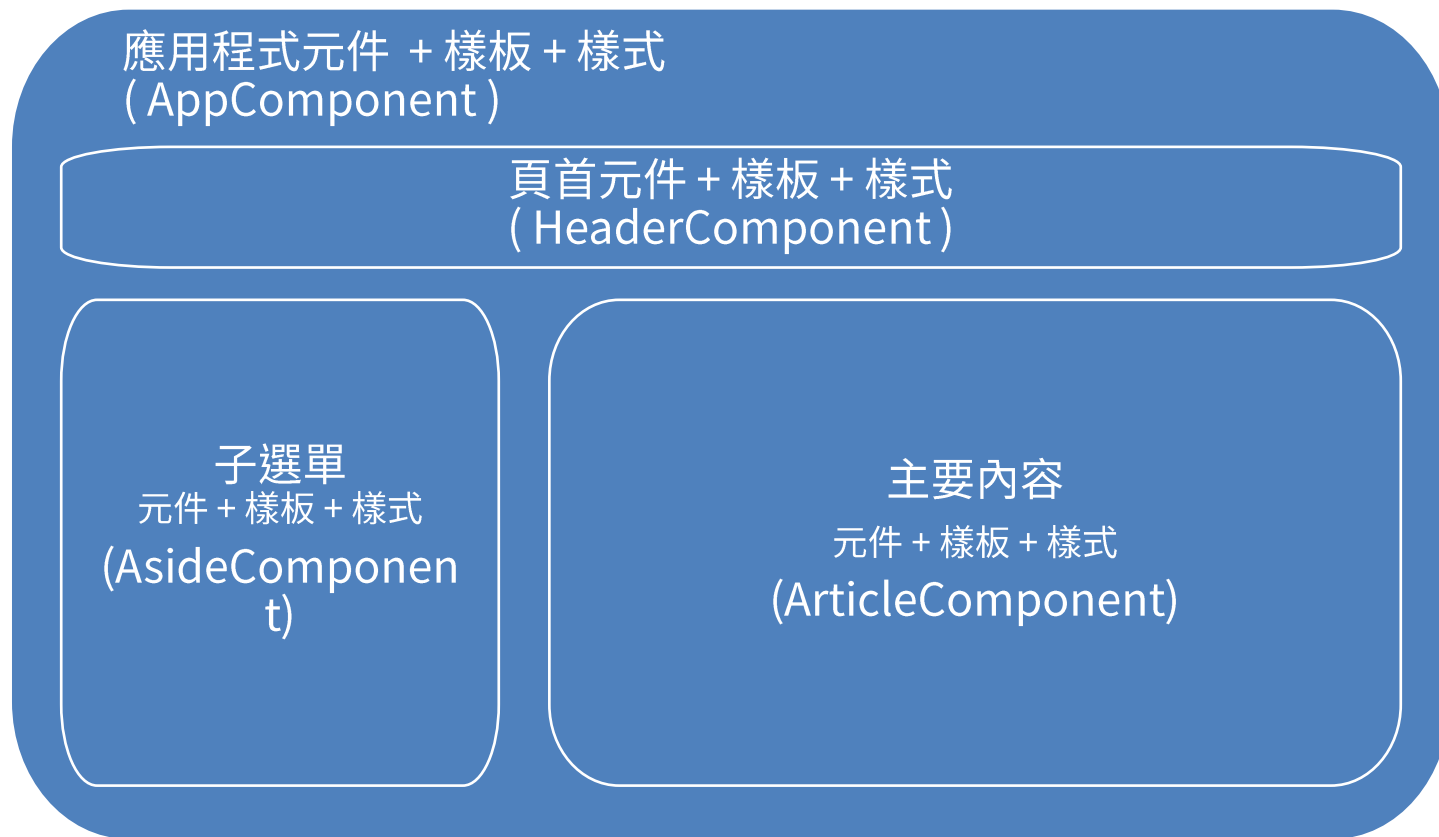 應用程式元件 + 樣板 + 樣式
( AppComponent )
頁首元件 + 樣板 + 樣式
( HeaderComponent )
子選單
元件 + 樣板 + 樣式
(AsideComponen
t)
主要內容
元件 + 樣板 + 樣式
(ArticleComponent)